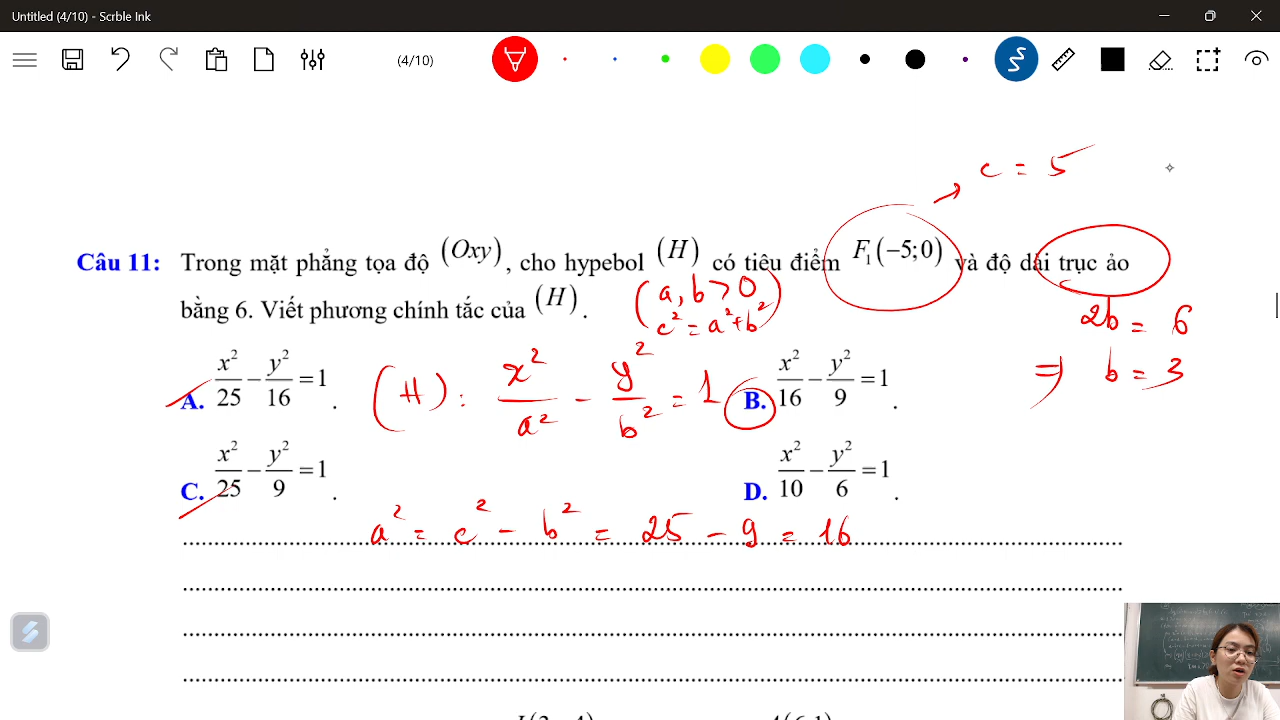 Untitled (4/10) - Scrble Ink
(4/10)
c = 5
Câu 11: Trong mặt phẳng tọa độ (Oxy), cho hypebol (H) có tiêu điểm F₁(−5;0) và độ dài trục ảo
bằng 6. Viết phương chính tắc của (H).
(a, b > 0
c² = a² + b²)
2b = 6
⇒ b = 3
A. x²/25 − y²/16 = 1.
(H): x²/a² − y²/b² = 1
B. x²/16 − y²/9 = 1.
C. x²/25 − y²/9 = 1.
D. x²/10 − y²/6 = 1.
a² = c² − b² = 25 − 9 = 16